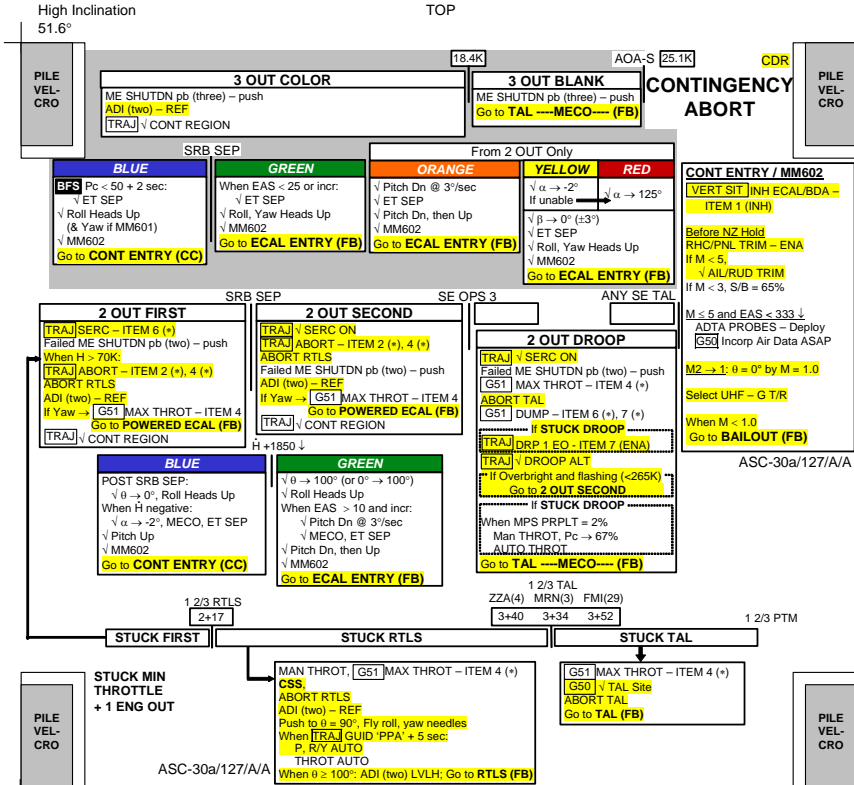 High Inclination
TOP
51.6°
18.4K
AOA-S 25.1K
CDR
PILE
VEL-
CRO
PILE
VEL-
CRO
CONTINGENCY
ABORT
3 OUT COLOR
ME SHUTDN pb (three) – push
ADI (two) – REF
TRAJ √ CONT REGION
3 OUT BLANK
ME SHUTDN pb (three) – push
Go to TAL ----MECO---- (FB)
SRB SEP
BLUE
BFS Pc < 50 + 2 sec:
√ ET SEP
√ Roll Heads Up
(& Yaw if MM601)
√ MM602
Go to CONT ENTRY (CC)
GREEN
When EAS < 25 or incr:
√ ET SEP
√ Roll, Yaw Heads Up
√ MM602
Go to ECAL ENTRY (FB)
From 2 OUT Only
ORANGE
√ Pitch Dn @ 3°/sec
√ ET SEP
√ Pitch Dn, then Up
√ MM602
Go to ECAL ENTRY (FB)
YELLOW
√ α → -2°
If unable
RED
√ α → 125°
√ β → 0° (±3°)
√ ET SEP
√ Roll, Yaw Heads Up
√ MM602
Go to ECAL ENTRY (FB)
CONT ENTRY / MM602
VERT SIT INH ECAL/BDA –
ITEM 1 (INH)
Before NZ Hold
RHC/PNL TRIM – ENA
If M < 5,
√ AIL/RUD TRIM
If M < 3, S/B = 65%
M ≤ 5 and EAS < 333 ↓
ADTA PROBES – Deploy
G50 Incorp Air Data ASAP
M2 → 1: θ = 0° by M = 1.0
Select UHF – G T/R
When M < 1.0
Go to BAILOUT (FB)
ASC-30a/127/A/A
SRB SEP
SE OPS 3
ANY SE TAL
2 OUT FIRST
TRAJ SERC – ITEM 6 (*)
Failed ME SHUTDN pb (two) – push
When H > 70K:
TRAJ ABORT – ITEM 2 (*), 4 (*)
ABORT RTLS
ADI (two) – REF
If Yaw → G51 MAX THROT – ITEM 4
Go to POWERED ECAL (FB)
TRAJ √ CONT REGION
2 OUT SECOND
TRAJ √ SERC ON
TRAJ ABORT – ITEM 2 (*), 4 (*)
ABORT RTLS
Failed ME SHUTDN pb (two) – push
ADI (two) – REF
If Yaw → G51 MAX THROT – ITEM 4
Go to POWERED ECAL (FB)
TRAJ √ CONT REGION
2 OUT DROOP
TRAJ √ SERC ON
Failed ME SHUTDN pb (two) – push
G51 MAX THROT – ITEM 4 (*)
ABORT TAL
G51 DUMP – ITEM 6 (*), 7 (*)
If STUCK DROOP
TRAJ DRP 1 EO - ITEM 7 (ENA)
TRAJ √ DROOP ALT
If Overbright and flashing (<265K)
Go to 2 OUT SECOND
If STUCK DROOP
When MPS PRPLT = 2%
Man THROT, Pc → 67%
AUTO THROT
Go to TAL ----MECO---- (FB)
Ḣ +1850 ↓
BLUE
POST SRB SEP:
√ θ → 0°, Roll Heads Up
When Ḣ negative:
√ α → -2°, MECO, ET SEP
√ Pitch Up
√ MM602
Go to CONT ENTRY (CC)
GREEN
√ θ → 100° (or 0° → 100°)
√ Roll Heads Up
When EAS > 10 and incr:
√ Pitch Dn @ 3°/sec
√ MECO, ET SEP
√ Pitch Dn, then Up
√ MM602
Go to ECAL ENTRY (FB)
1 2/3 RTLS
2+17
1 2/3 TAL
ZZA(4) MRN(3) FMI(29)
3+40 3+34 3+52
1 2/3 PTM
STUCK FIRST
STUCK RTLS
STUCK TAL
STUCK MIN
THROTTLE
+ 1 ENG OUT
MAN THROT, G51 MAX THROT – ITEM 4 (*)
CSS,
ABORT RTLS
ADI (two) – REF
Push to θ = 90°, Fly roll, yaw needles
When TRAJ GUID 'PPA' + 5 sec:
P, R/Y AUTO
THROT AUTO
When θ ≥ 100°: ADI (two) LVLH; Go to RTLS (FB)
G51 MAX THROT – ITEM 4 (*)
G50 √ TAL Site
ABORT TAL
Go to TAL (FB)
PILE
VEL-
CRO
PILE
VEL-
CRO
ASC-30a/127/A/A